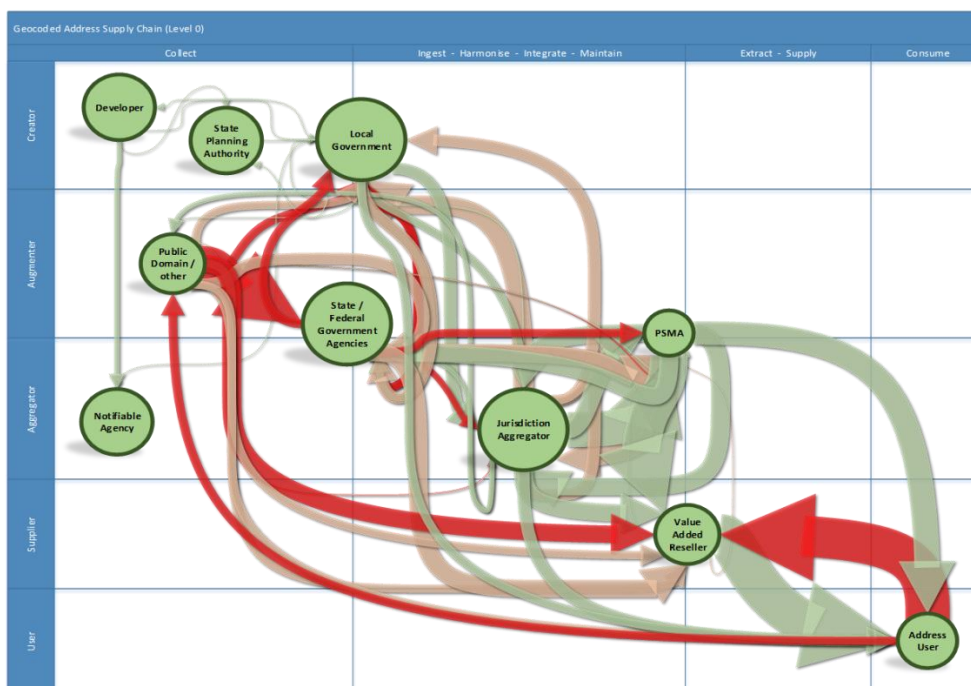 Geocoded Address Supply Chain (Level 0)
Collect
Ingest - Harmonise - Integrate - Maintain
Extract - Supply
Consume
Creator
Developer
State
Planning
Authority
Local
Government
Augmenter
Public
Domain /
other
State /
Federal
Government
Agencies
PSMA
Aggregator
Notifiable
Agency
Jurisdiction
Aggregator
Supplier
Value
Added
Reseller
User
Address
User